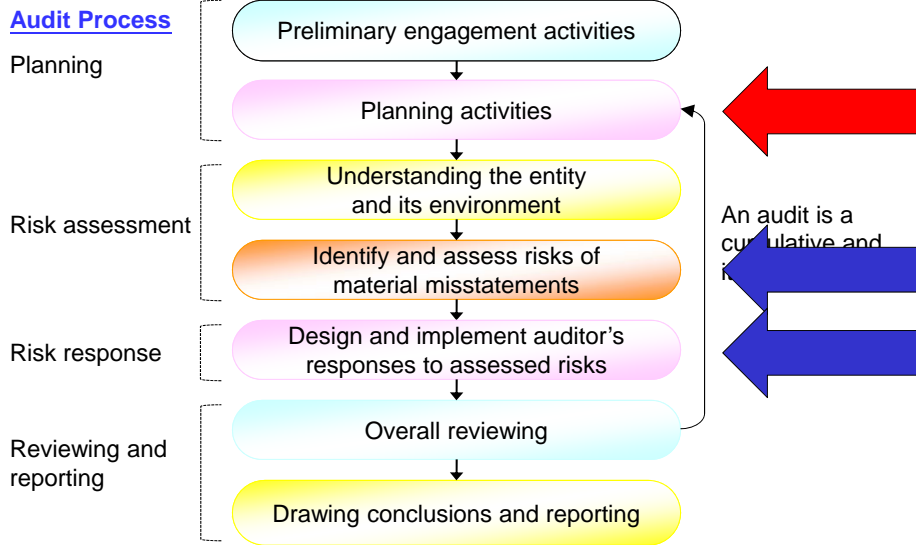 Audit Process
Planning
Preliminary engagement activities
Planning activities
Understanding the entity
and its environment
Risk assessment
An audit is a
and
Identify and assess risks of
material misstatements
Risk response
Design and implement auditor’s
responses to assessed risks
Overall reviewing
Reviewing and
reporting
Drawing conclusions and reporting